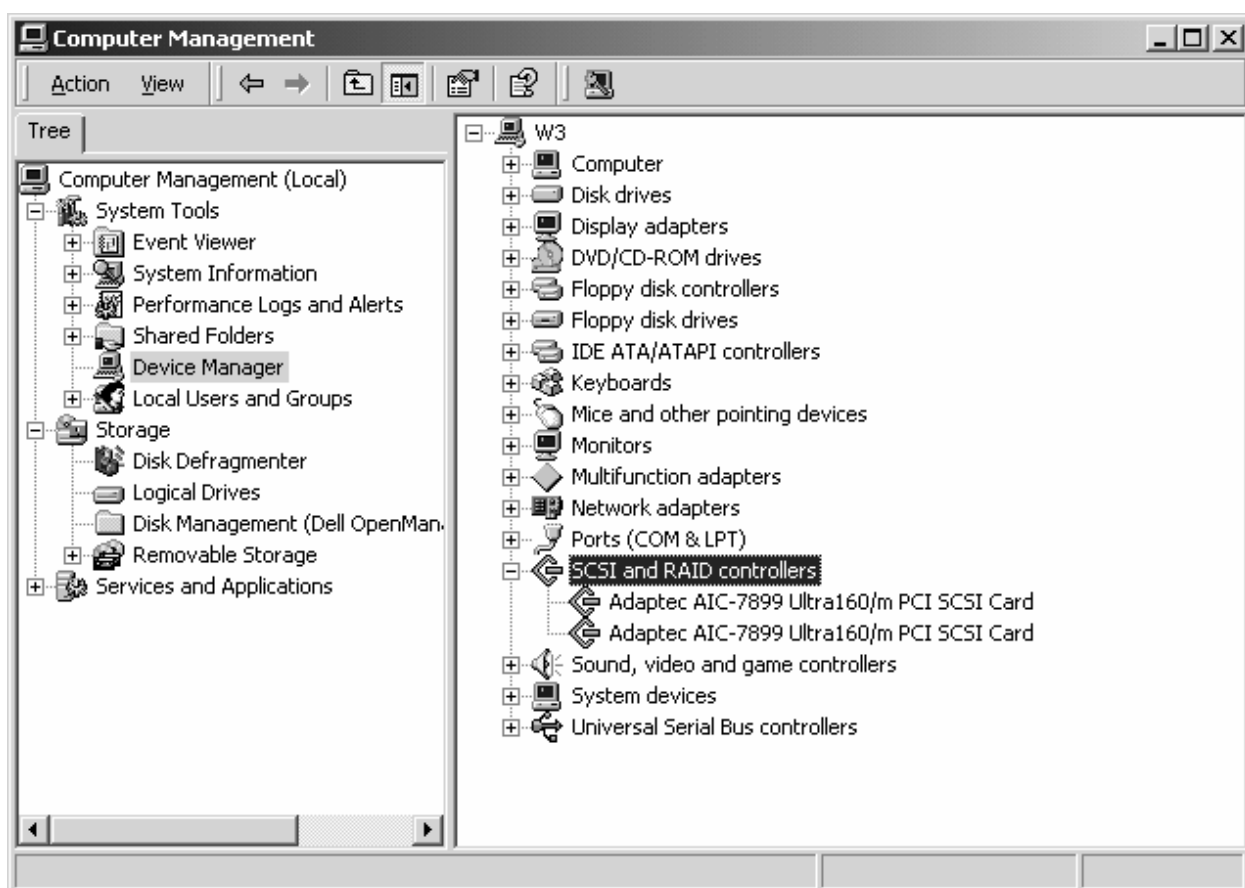 Computer Management
Action View
Tree
Computer Management (Local)
System Tools
Event Viewer
System Information
Performance Logs and Alerts
Shared Folders
Device Manager
Local Users and Groups
Storage
Disk Defragmenter
Logical Drives
Disk Management (Dell OpenMan
Removable Storage
Services and Applications
W3
Computer
Disk drives
Display adapters
DVD/CD-ROM drives
Floppy disk controllers
Floppy disk drives
IDE ATA/ATAPI controllers
Keyboards
Mice and other pointing devices
Monitors
Multifunction adapters
Network adapters
Ports (COM & LPT)
SCSI and RAID controllers
Adaptec AIC-7899 Ultra160/m PCI SCSI Card
Adaptec AIC-7899 Ultra160/m PCI SCSI Card
Sound, video and game controllers
System devices
Universal Serial Bus controllers